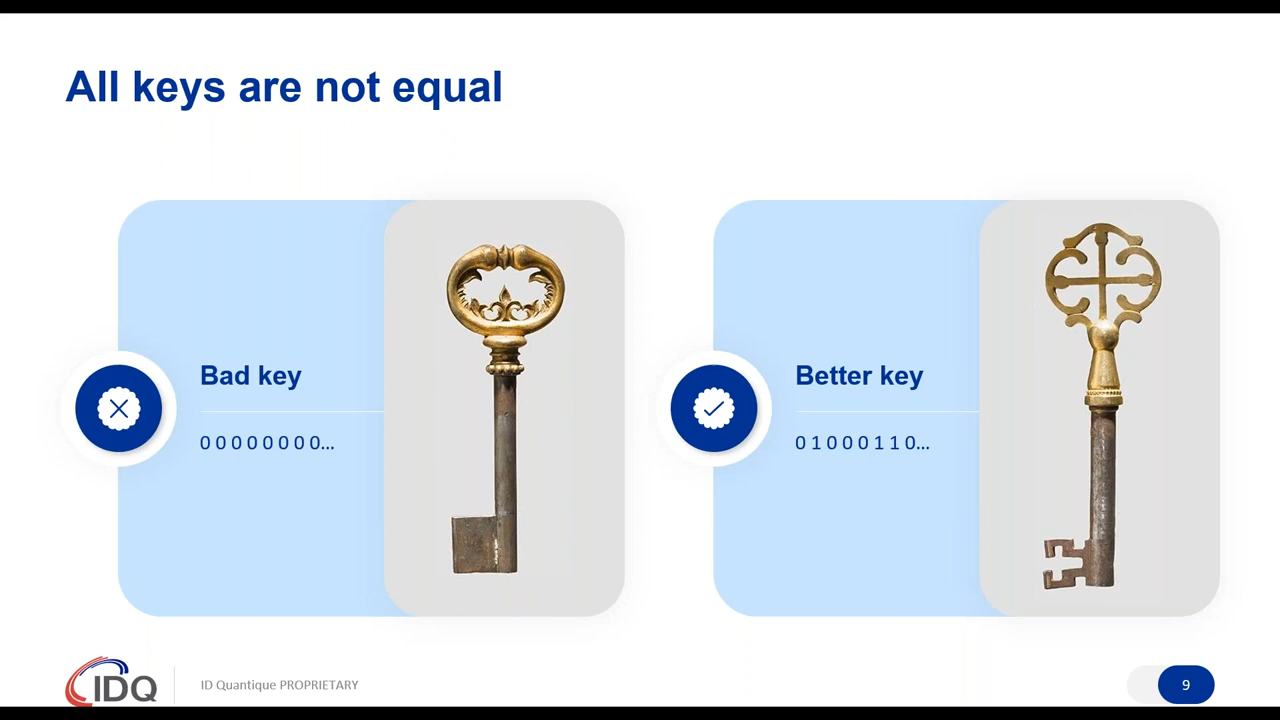 All keys are not equal
Bad key
0 0 0 0 0 0 0 0...
Better key
0 1 0 0 0 1 1 0...
IDQ
ID Quantique PROPRIETARY
9